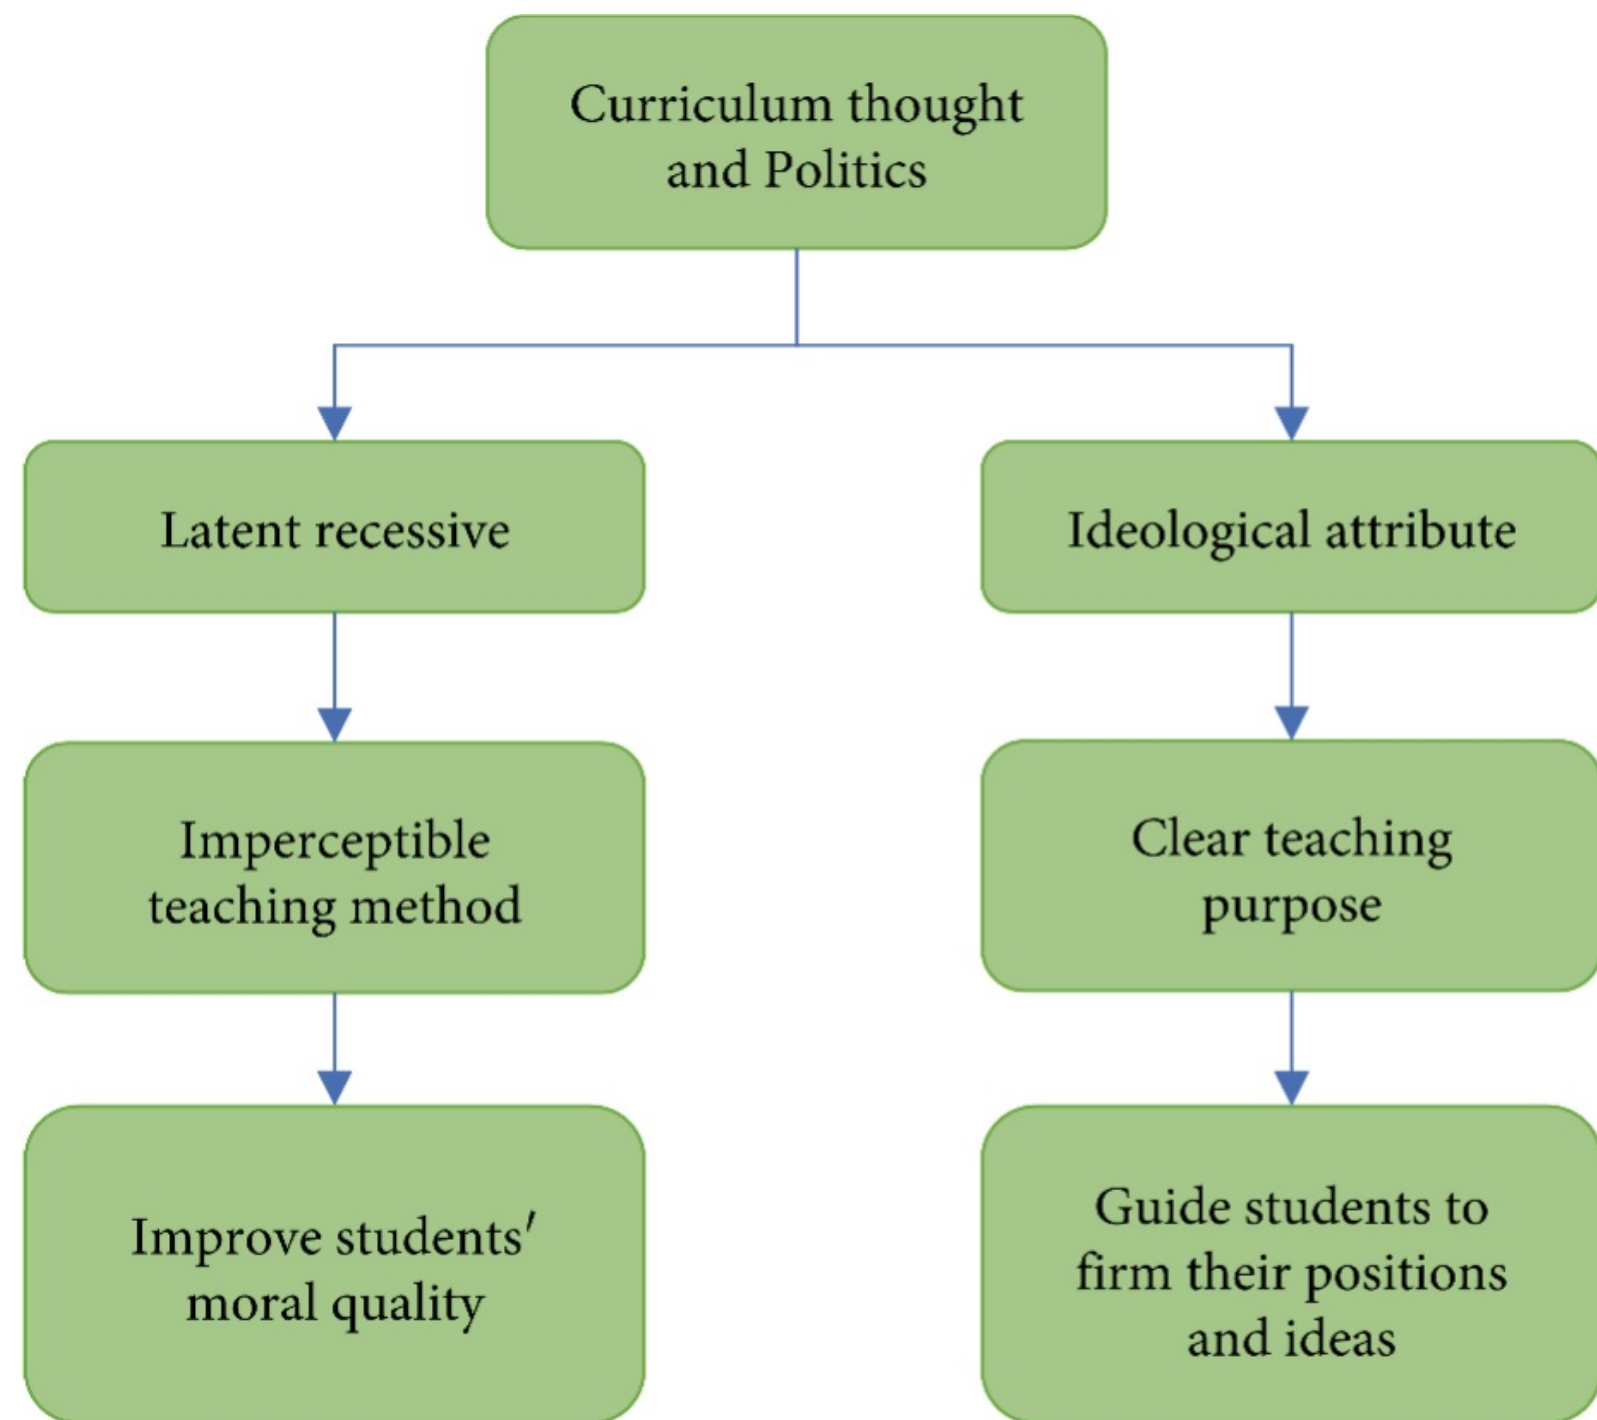 Curriculum thought
and Politics
Latent recessive
Ideological attribute
Imperceptible
teaching method
Clear teaching
purpose
Improve students′
moral quality
Guide students to
firm their positions
and ideas